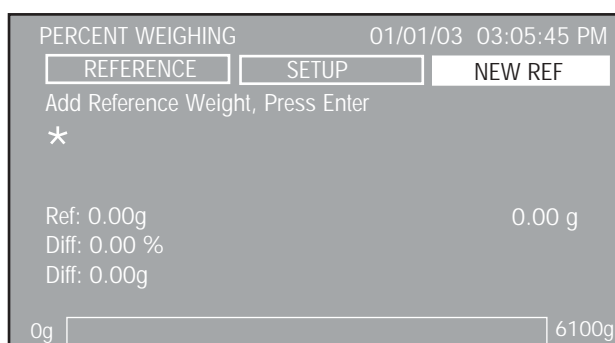 PERCENT WEIGHING 01/01/03 03:05:45 PM
REFERENCE SETUP NEW REF
Add Reference Weight, Press Enter
*
Ref: 0.00g 0.00 g
Diff: 0.00 %
Diff: 0.00g
0g 6100g